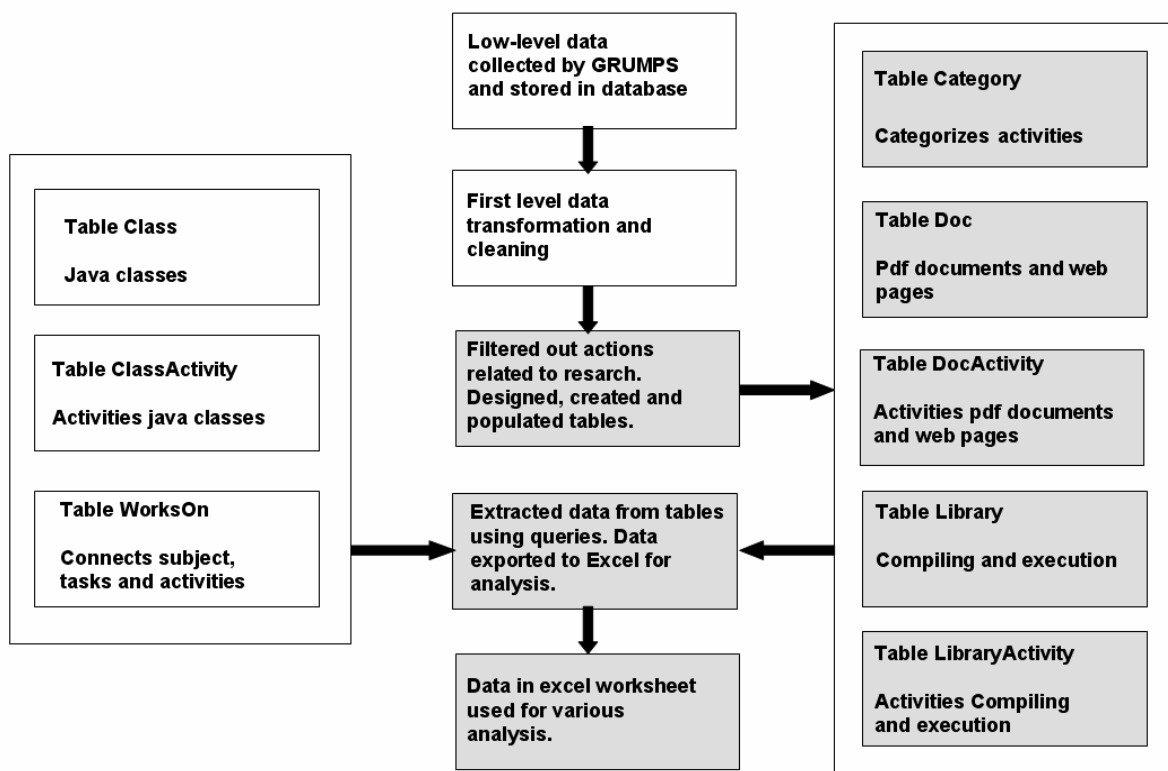 Low-level data
collected by GRUMPS
and stored in database
First level data
transformation and
cleaning
Filtered out actions
related to resarch.
Designed, created and
populated tables.
Extracted data from tables
using queries. Data
exported to Excel for
analysis.
Data in excel worksheet
used for various
analysis.
Table Class
Java classes
Table ClassActivity
Activities java classes
Table WorksOn
Connects subject,
tasks and activities
Table Category
Categorizes activities
Table Doc
Pdf documents and web
pages
Table DocActivity
Activities pdf documents
and web pages
Table Library
Compiling and execution
Table LibraryActivity
Activities Compiling
and execution